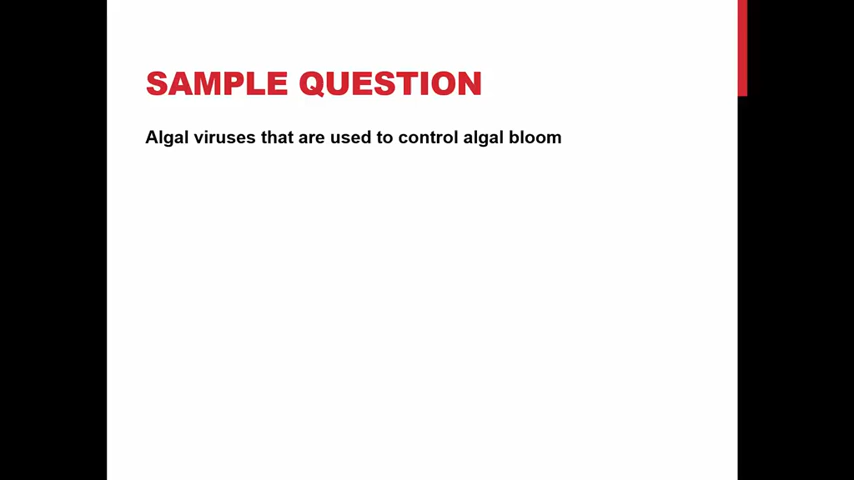 SAMPLE QUESTION
Algal viruses that are used to control algal bloom